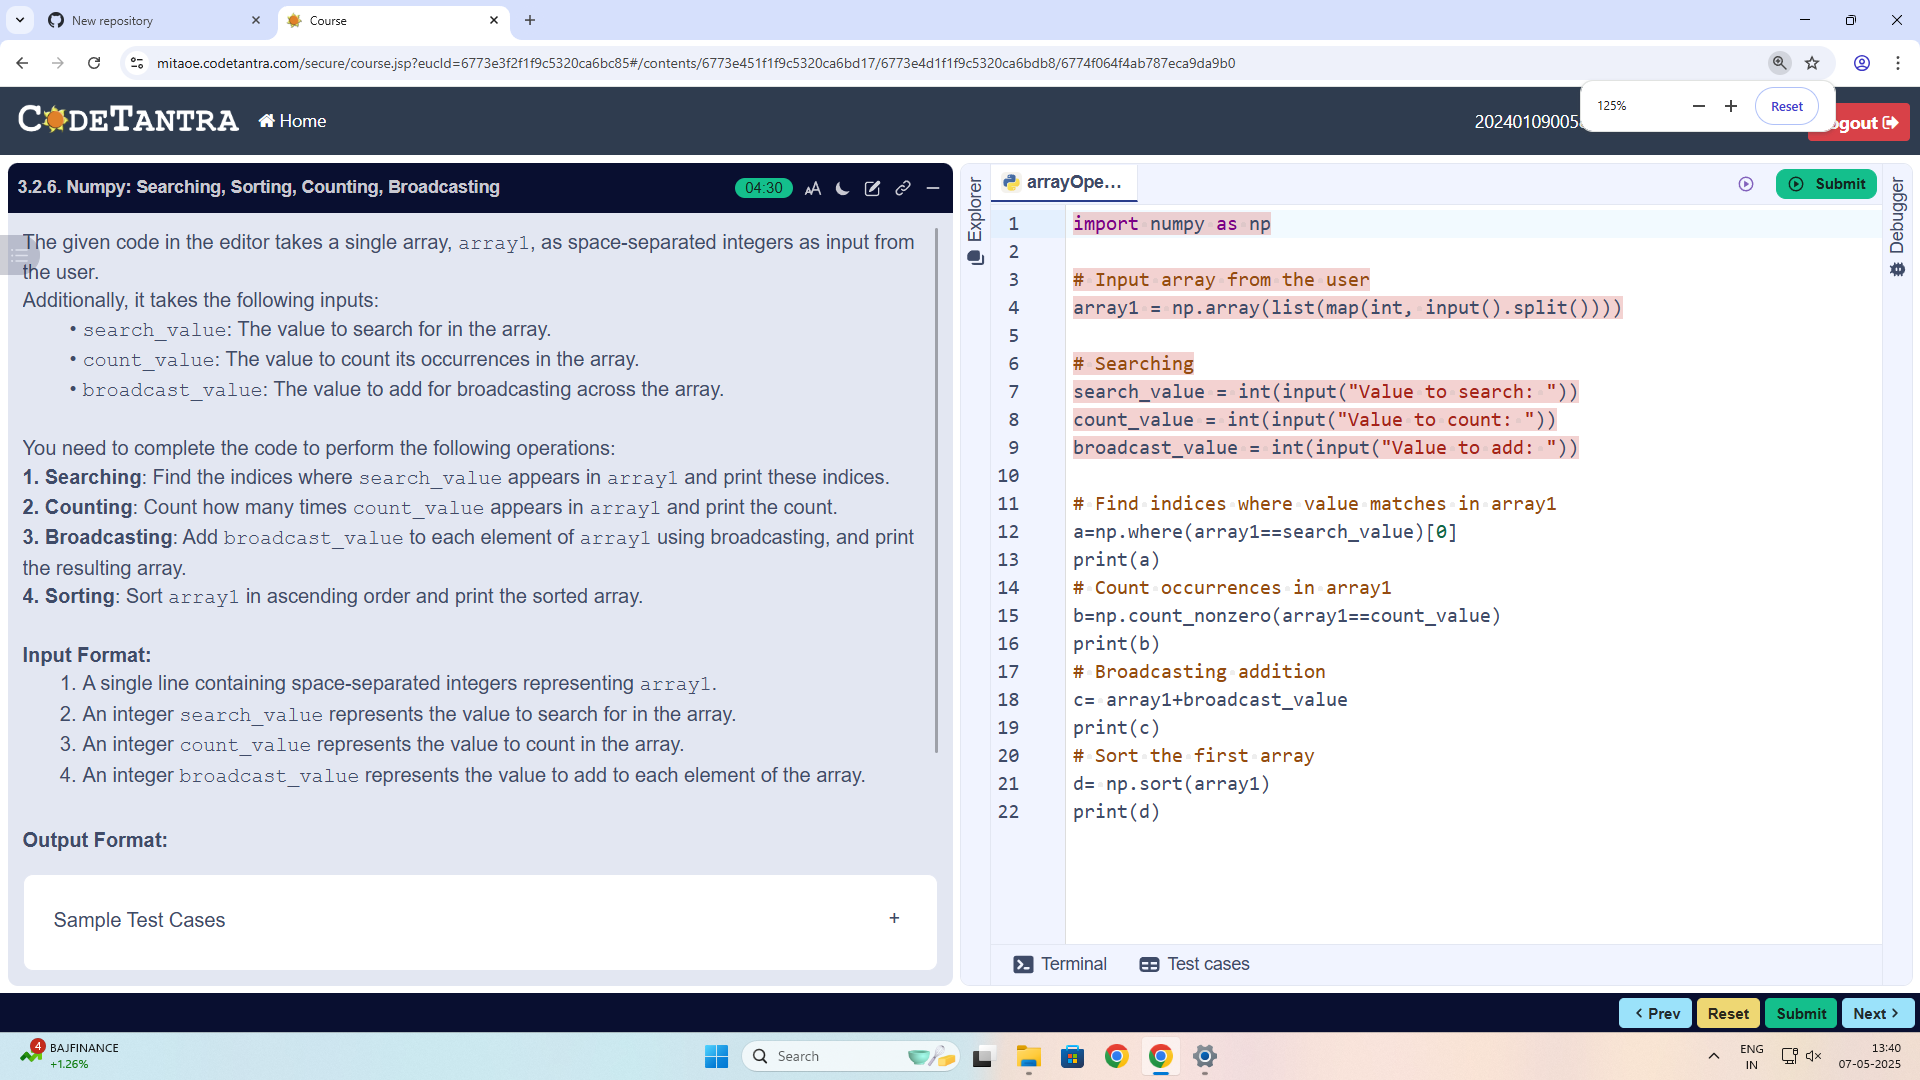 New repository
Course
mitaoe.codetantra.com/secure/course.jsp?eucId=6773e3f2f1f9c5320ca6bc85#/contents/6773e451f1f9c5320ca6bd17/6773e4d1f1f9c5320ca6bdb8/6774f064f4ab787eca9da9b0
125%
Reset
CODETANTRA
Home
2024010900
ogout
3.2.6. Numpy: Searching, Sorting, Counting, Broadcasting
04:30
The given code in the editor takes a single array, array1, as space-separated integers as input from
the user.
Additionally, it takes the following inputs:
• search_value: The value to search for in the array.
• count_value: The value to count its occurrences in the array.
• broadcast_value: The value to add for broadcasting across the array.
You need to complete the code to perform the following operations:
1. Searching: Find the indices where search_value appears in array1 and print these indices.
2. Counting: Count how many times count_value appears in array1 and print the count.
3. Broadcasting: Add broadcast_value to each element of array1 using broadcasting, and print
the resulting array.
4. Sorting: Sort array1 in ascending order and print the sorted array.
Input Format:
1. A single line containing space-separated integers representing array1.
2. An integer search_value represents the value to search for in the array.
3. An integer count_value represents the value to count in the array.
4. An integer broadcast_value represents the value to add to each element of the array.
Output Format:
Sample Test Cases
+
Explorer
arrayOpe...
Submit
Debugger
1 import numpy as np
2
3 # Input array from the user
4 array1 = np.array(list(map(int, input().split())))
5
6 # Searching
7 search_value = int(input("Value to search: "))
8 count_value = int(input("Value to count: "))
9 broadcast_value = int(input("Value to add: "))
10
11 # Find indices where value matches in array1
12 a=np.where(array1==search_value)[0]
13 print(a)
14 # Count occurrences in array1
15 b=np.count_nonzero(array1==count_value)
16 print(b)
17 # Broadcasting addition
18 c= array1+broadcast_value
19 print(c)
20 # Sort the first array
21 d= np.sort(array1)
22 print(d)
Terminal
Test cases
Prev
Reset
Submit
Next
4
BAJFINANCE
+1.26%
Search
ENG
IN
13:40
07-05-2025